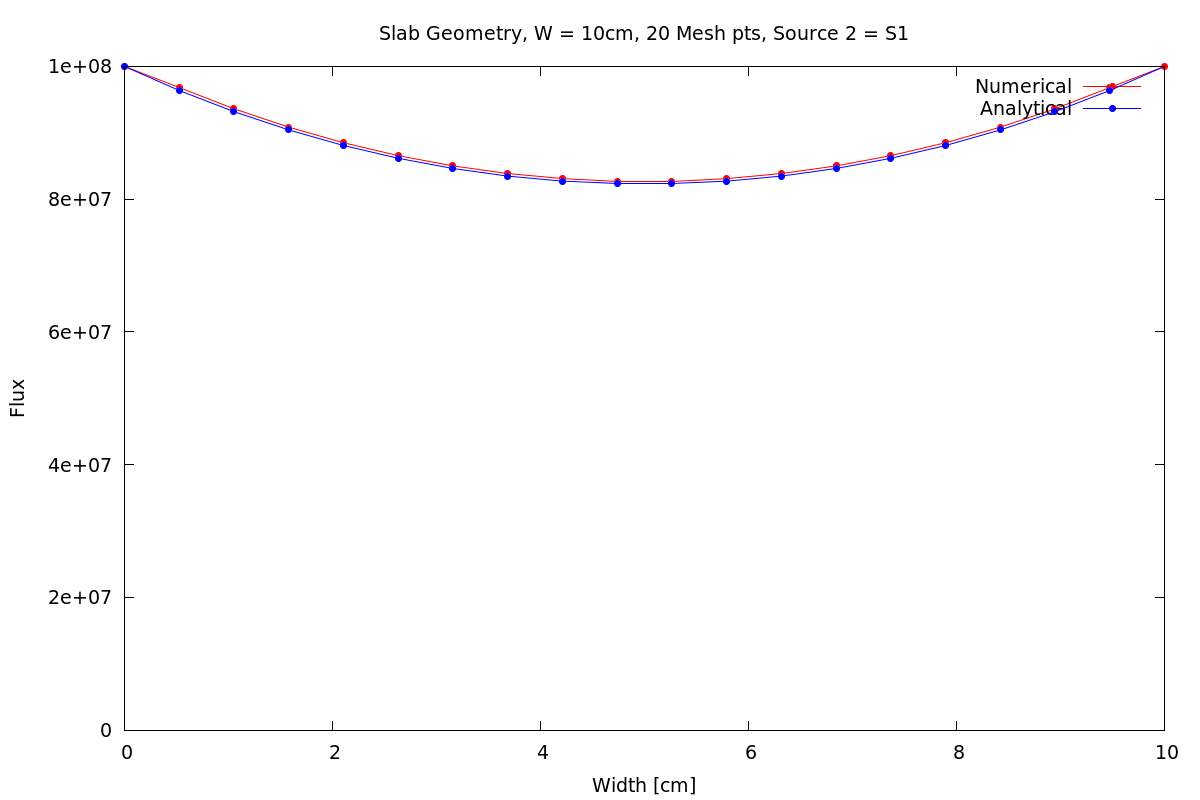 Slab Geometry, W = 10cm, 20 Mesh pts, Source 2 = S1
1e+08
Numerical
Analytical
8e+07
6e+07
Flux
4e+07
2e+07
0
0 2 4 6 8 10
Width [cm]